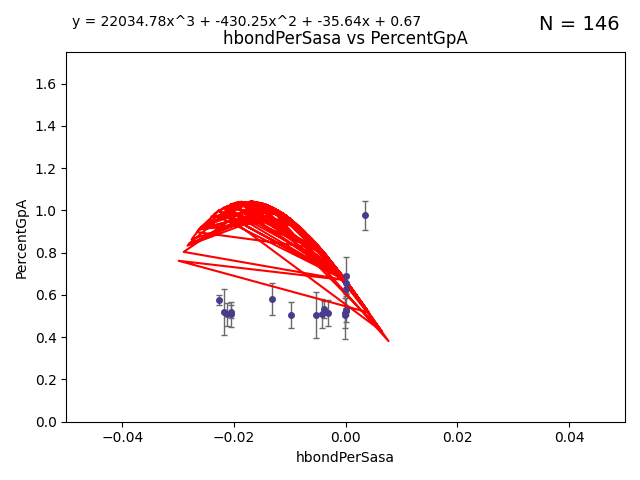 y = 22034.78x^3 + -430.25x^2 + -35.64x + 0.67
N = 146
hbondPerSasa vs PercentGpA
1.6
1.4
1.2
1.0
0.8
0.6
0.4
0.2
0.0
PercentGpA
−0.04 −0.02 0.00 0.02 0.04
hbondPerSasa